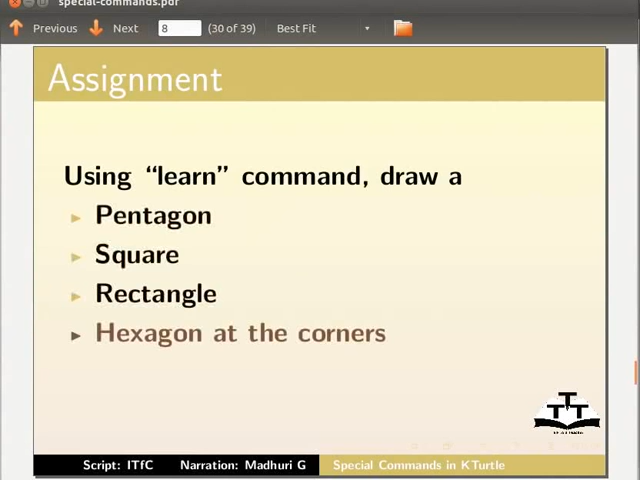 special-commands.pdf
Previous Next 8 (30 of 39) Best Fit
Assignment
Using “learn” command, draw a
Pentagon
Square
Rectangle
Hexagon at the corners
TTT
Script: ITfC Narration: Madhuri G Special Commands in KTurtle